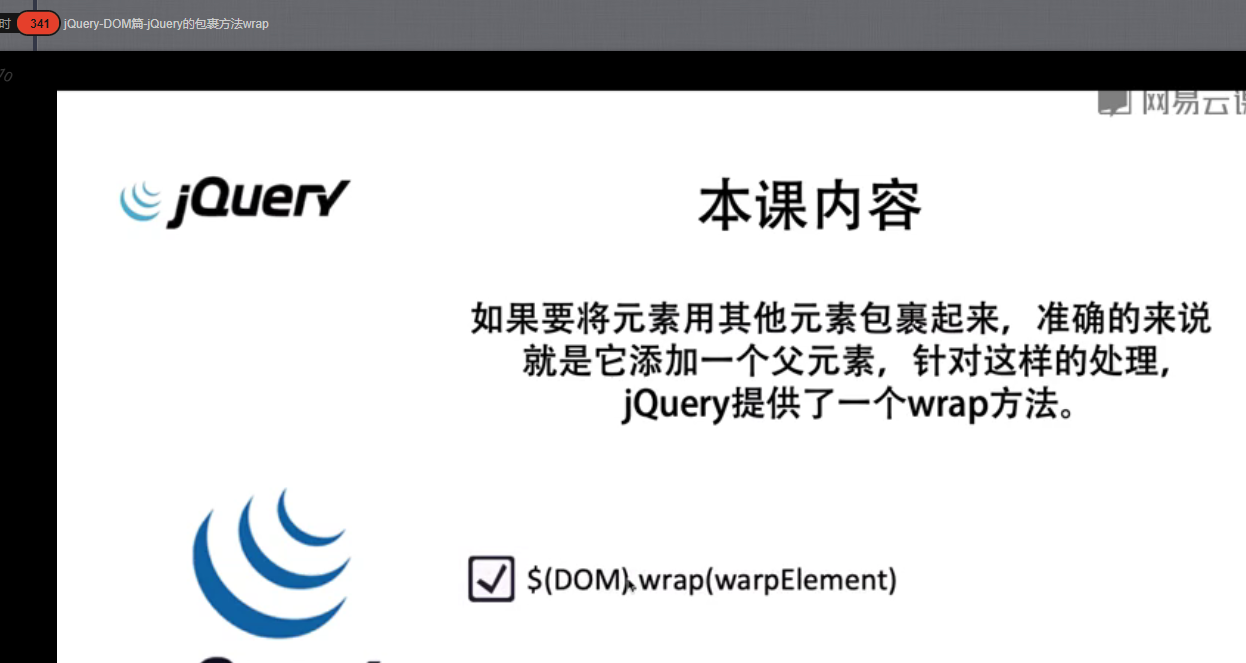 时 341 jQuery-DOM篇-jQuery的包裹方法wrap
网易云课
jQuery
本课内容
如果要将元素用其他元素包裹起来，准确的来说
就是它添加一个父元素，针对这样的处理，
jQuery提供了一个wrap方法。
$(DOM).wrap(warpElement)